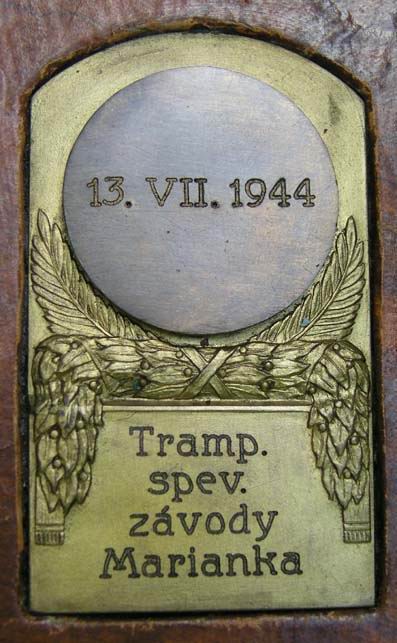 13. VII. 1944
Tramp.
spev.
závody
Marianka